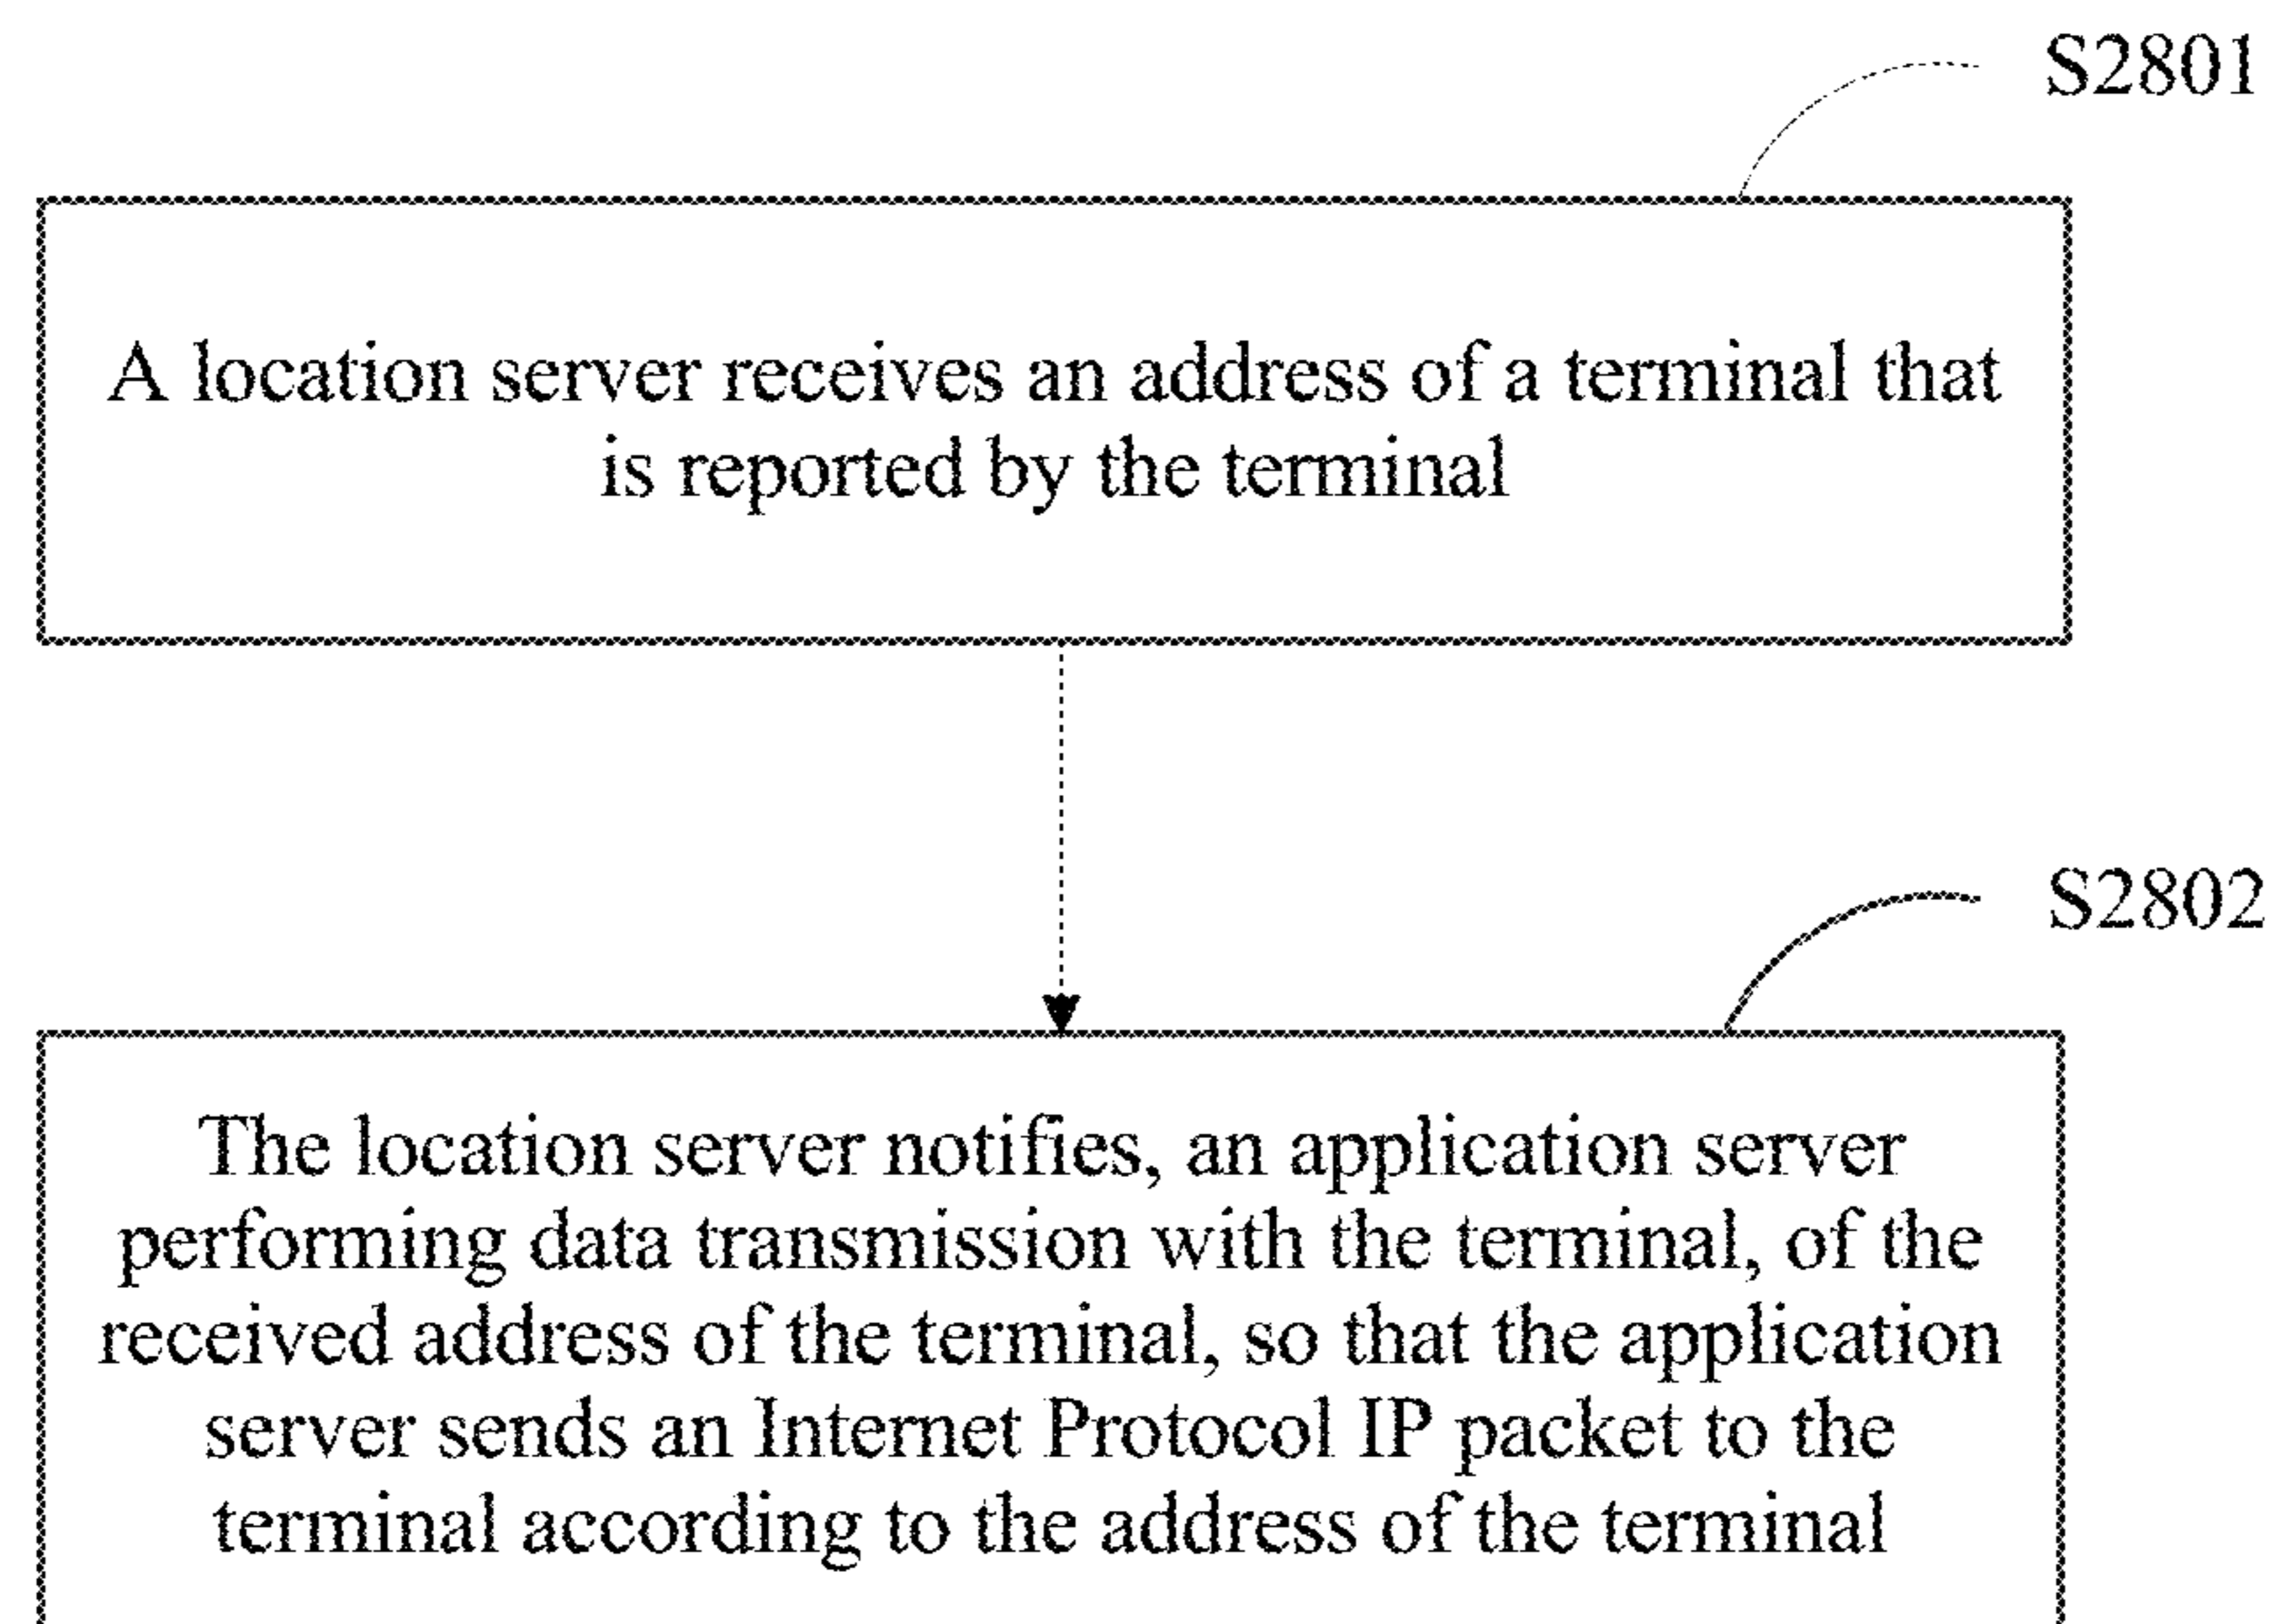 S2801
A location server receives an address of a terminal that
is reported by the terminal
S2802
The location server notifies, an application server
performing data transmission with the terminal, of the
received address of the terminal, so that the application
server sends an Internet Protocol IP packet to the
terminal according to the address of the terminal